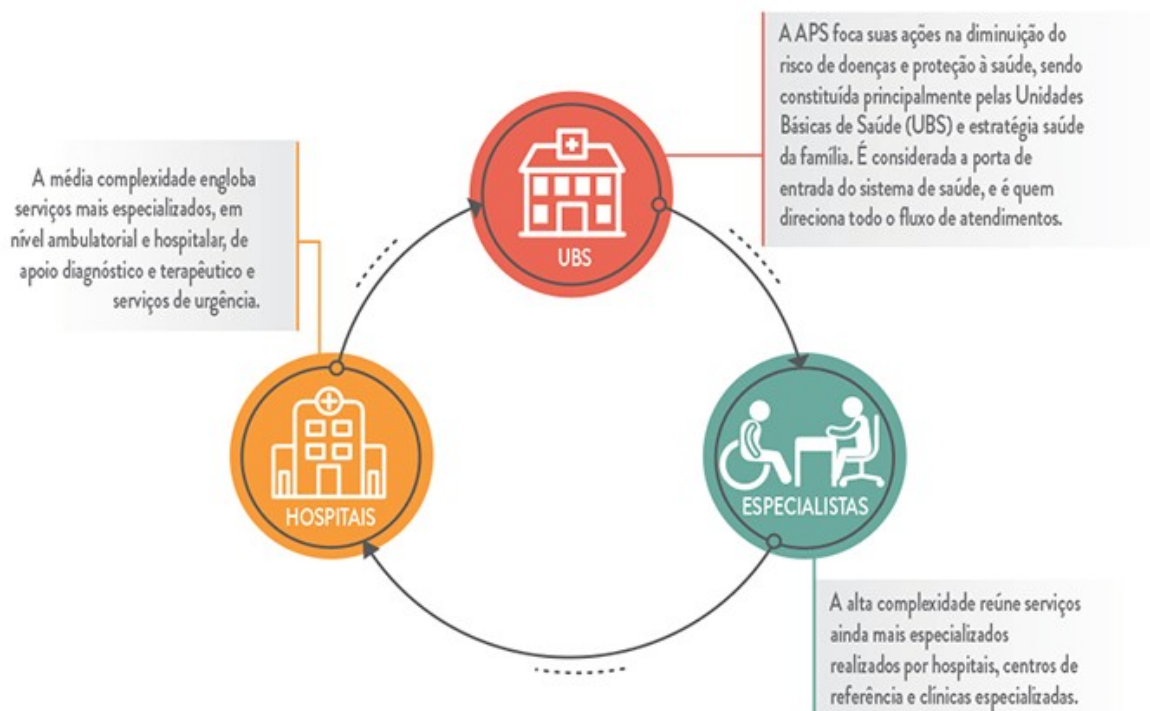 A APS foca suas ações na diminuição do
risco de doenças e proteção à saúde, sendo
constituída principalmente pelas Unidades
Básicas de Saúde (UBS) e estratégia saúde
da família. É considerada a porta de
entrada do sistema de saúde, e é quem
direciona todo o fluxo de atendimentos.
A média complexidade engloba
serviços mais especializados, em
nível ambulatorial e hospitalar, de
apoio diagnóstico e terapêutico e
serviços de urgência.
UBS
HOSPITAIS
ESPECIALISTAS
A alta complexidade reúne serviços
ainda mais especializados
realizados por hospitais, centros de
referência e clínicas especializadas.